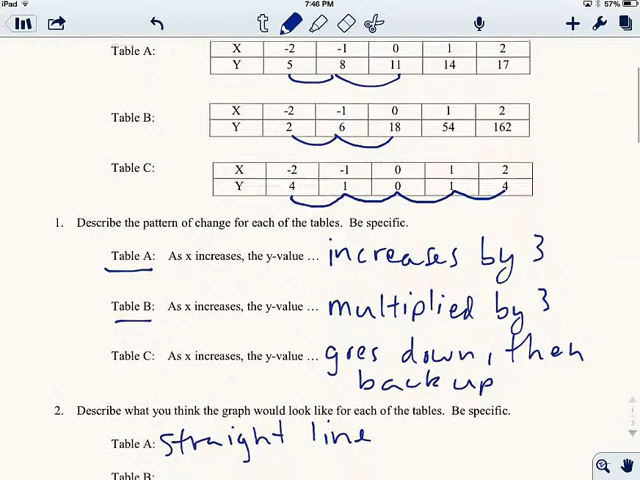 iPad 7:46 PM 57%
t
Table A: X -2 -1 0 1 2
Y 5 8 11 14 17
Table B: X -2 -1 0 1 2
Y 2 6 18 54 162
Table C: X -2 -1 0 1 2
Y 4 1 0 1 4
1. Describe the pattern of change for each of the tables. Be specific.
Table A: As x increases, the y-value ... increases by 3
Table B: As x increases, the y-value ... multiplied by 3
Table C: As x increases, the y-value ... goes down, then
back up
2. Describe what you think the graph would look like for each of the tables. Be specific.
Table A: straight line
Table B:
1
3